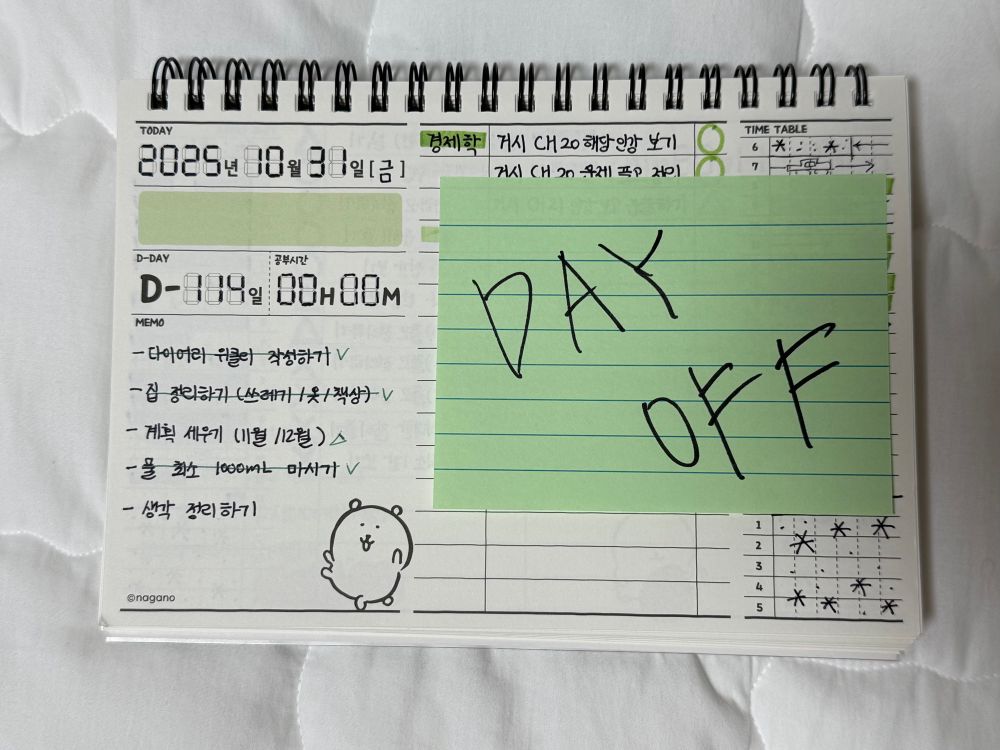 TODAY
2025년 10월 31일 [금]
D-DAY
D-114일
공부시간
00H 00M
MEMO
- 다이어리 위클리 작성하기 ✓
- 집 정리하기 (쓰레기 / 옷 / 책상) ✓
- 계획 세우기 (11월 / 12월) △
- 물 최소 1000mL 마시기 ✓
- 생각 정리하기
©nagano
경제학
거시 CH 20 해당인강 보기
거시 CH 20 문제
DAY
OFF
TIME TABLE
6
7
1
2
3
4
5